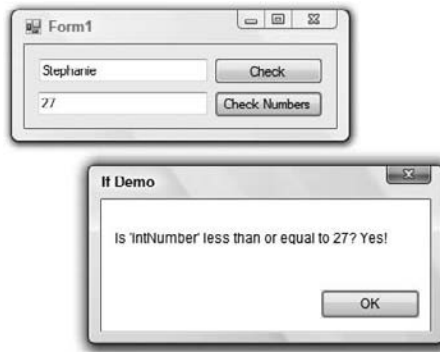 Form1
Stephanie
Check
27
Check Numbers
If Demo
Is 'IntNumber' less than or equal to 27? Yes!
OK